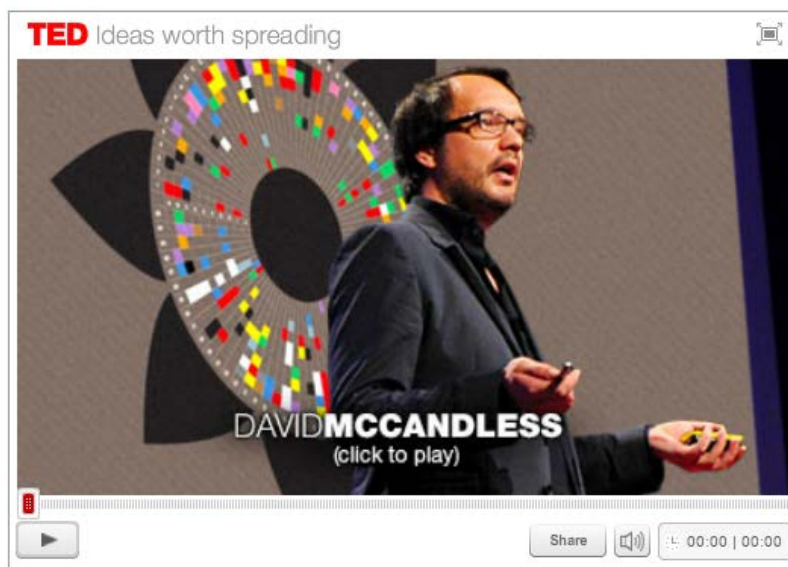 TED Ideas worth spreading
DAVIDMCCANDLESS
(click to play)
Share
00:00 | 00:00